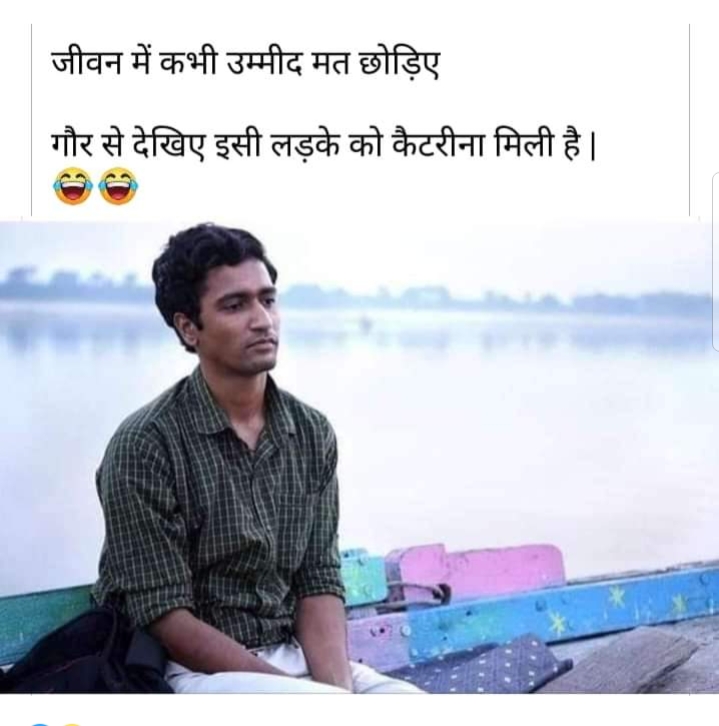 जीवन में कभी उम्मीद मत छोड़िए
गौर से देखिए इसी लड़के को कैटरीना मिली है |
😂😂